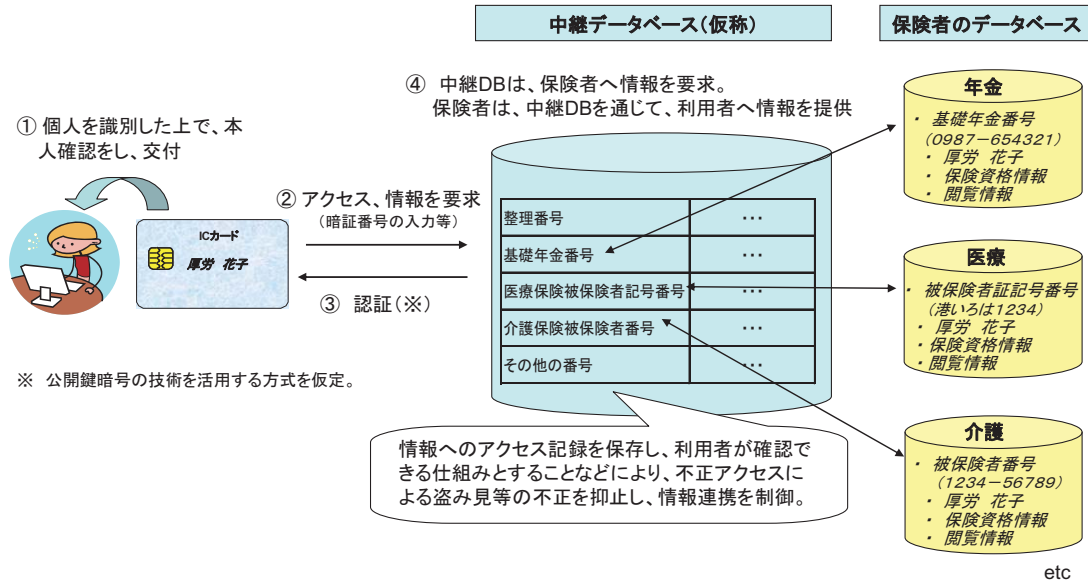 中継データベース(仮称)
保険者のデータベース
④ 中継DBは、保険者へ情報を要求。
保険者は、中継DBを通じて、利用者へ情報を提供
① 個人を識別した上で、本
人確認をし、交付
② アクセス、情報を要求
(暗証番号の入力等)
ICカード
厚労 花子
③ 認証(※)
※ 公開鍵暗号の技術を活用する方式を仮定。
整理番号 ・・・
基礎年金番号 ・・・
医療保険被保険者記号番号 ・・・
介護保険被保険者番号 ・・・
その他の番号 ・・・
情報へのアクセス記録を保存し、利用者が確認で
きる仕組みとすることなどにより、不正アクセスに
よる盗み見等の不正を抑止し、情報連携を制御。
年金
・ 基礎年金番号
(0987-654321)
・ 厚労 花子
・ 保険資格情報
・ 閲覧情報
医療
・ 被保険者証記号番号
(港いろは1234)
・ 厚労 花子
・ 保険資格情報
・ 閲覧情報
介護
・ 被保険者番号
(1234-56789)
・ 厚労 花子
・ 保険資格情報
・ 閲覧情報
etc